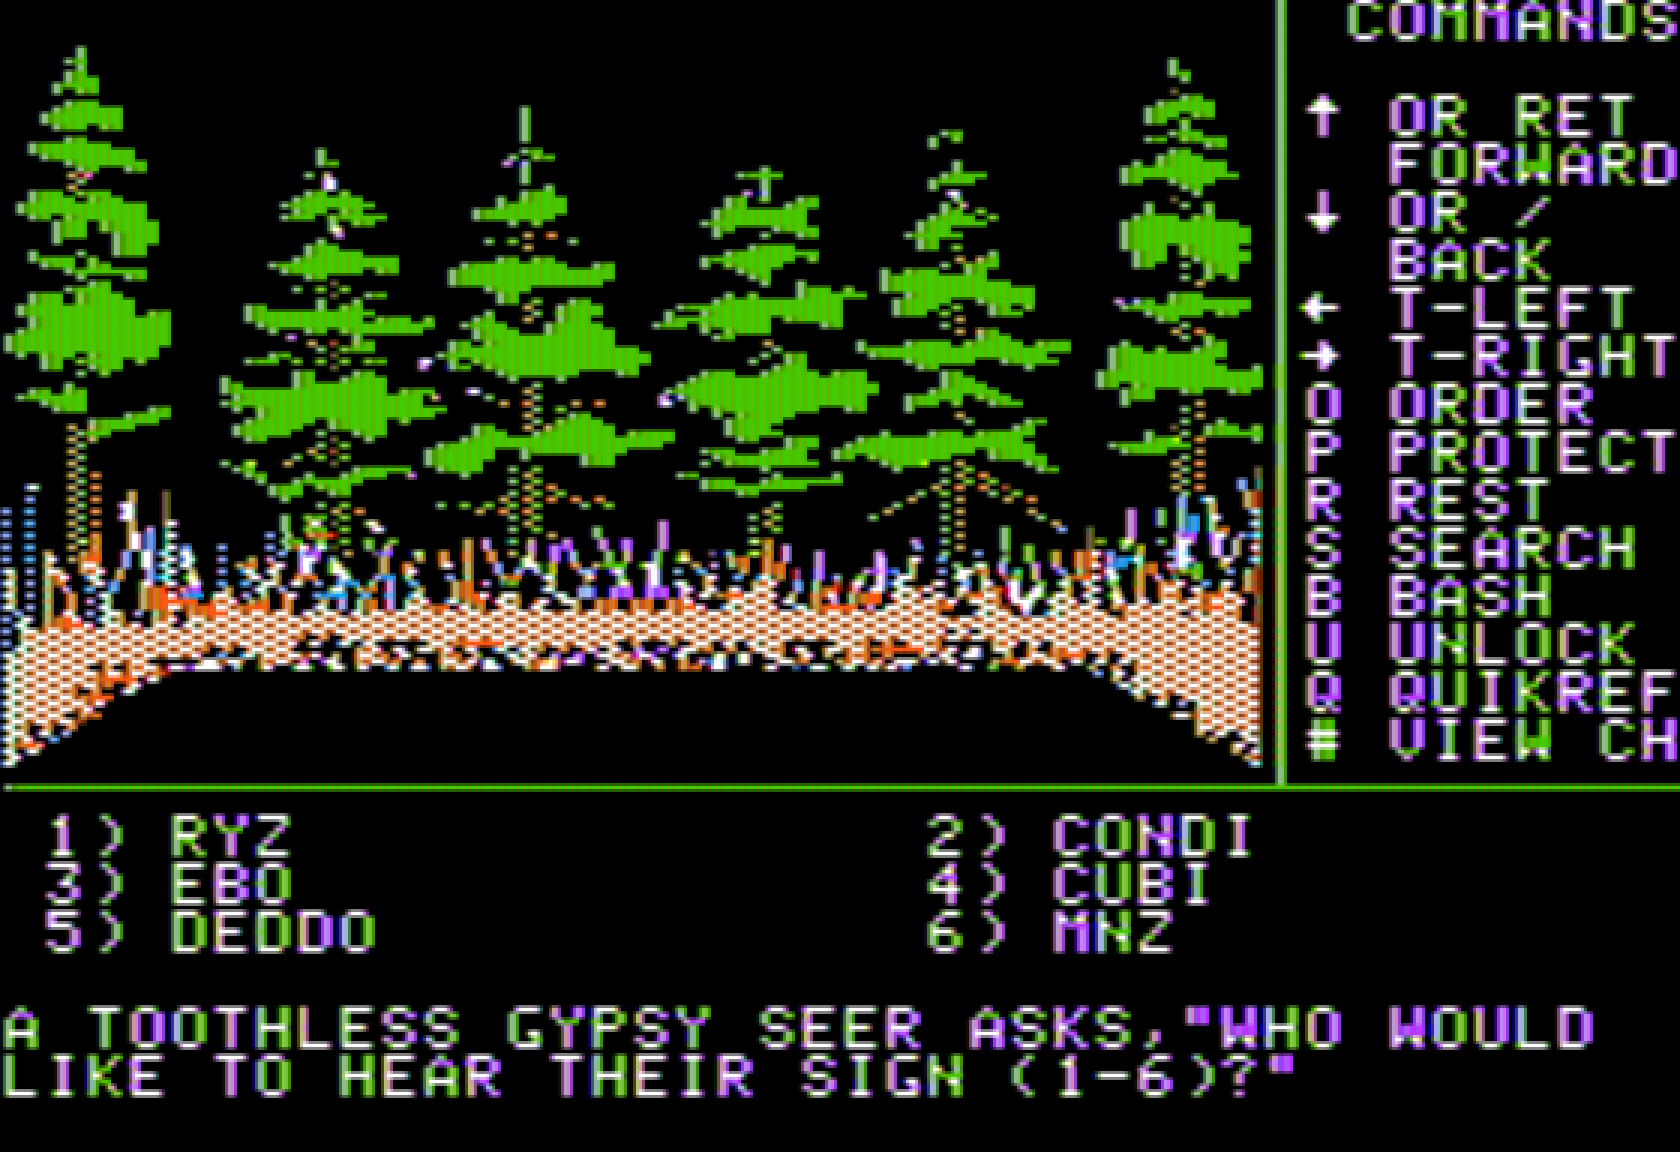 COMMANDS
↑ OR RET
FORWARD
↓ OR /
BACK
← T-LEFT
→ T-RIGHT
O ORDER
P PROTECT
R REST
S SEARCH
B BASH
U UNLOCK
Q QUIKREF
# VIEW CH
1) RYZ 2) CONDI
3) EBO 4) CUBI
5) DEDDO 6) MNZ
A TOOTHLESS GYPSY SEER ASKS,"WHO WOULD
LIKE TO HEAR THEIR SIGN (1-6)?"